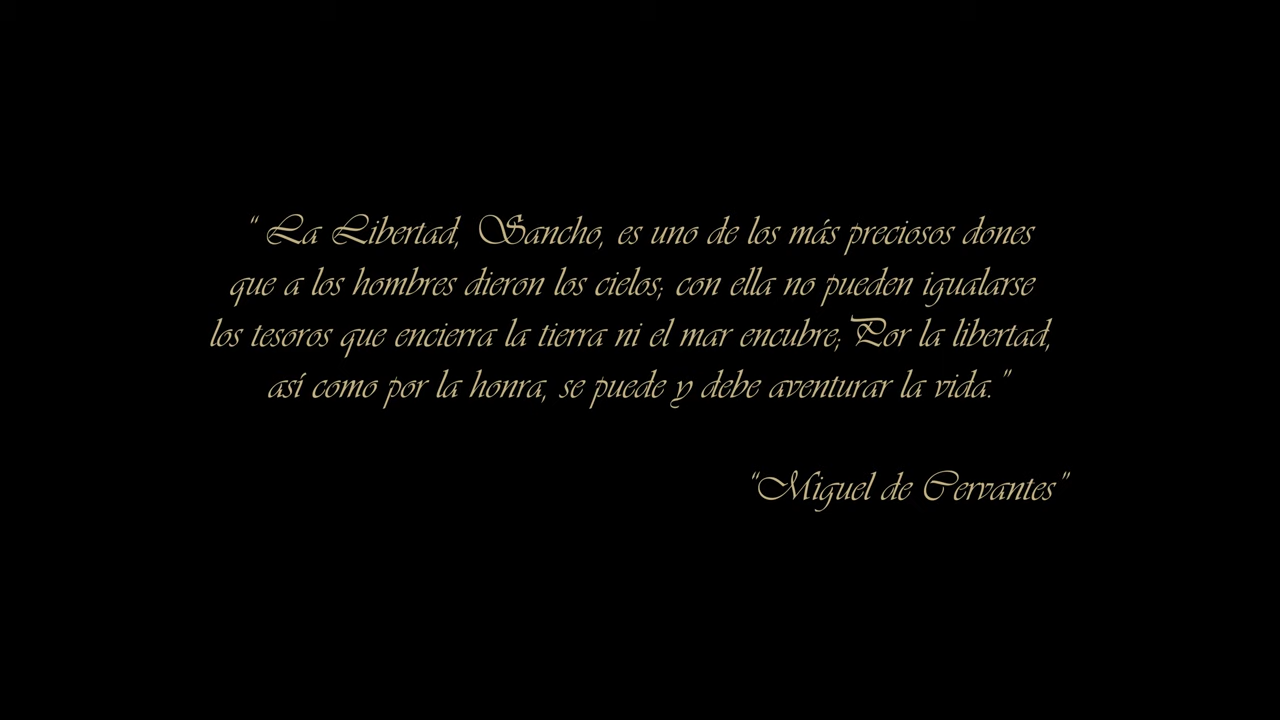 “ La Libertad, Sancho, es uno de los más preciosos dones
que a los hombres dieron los cielos; con ella no pueden igualarse
los tesoros que encierra la tierra ni el mar encubre; Por la libertad,
así como por la honra, se puede y debe aventurar la vida.”
“Miguel de Cervantes”